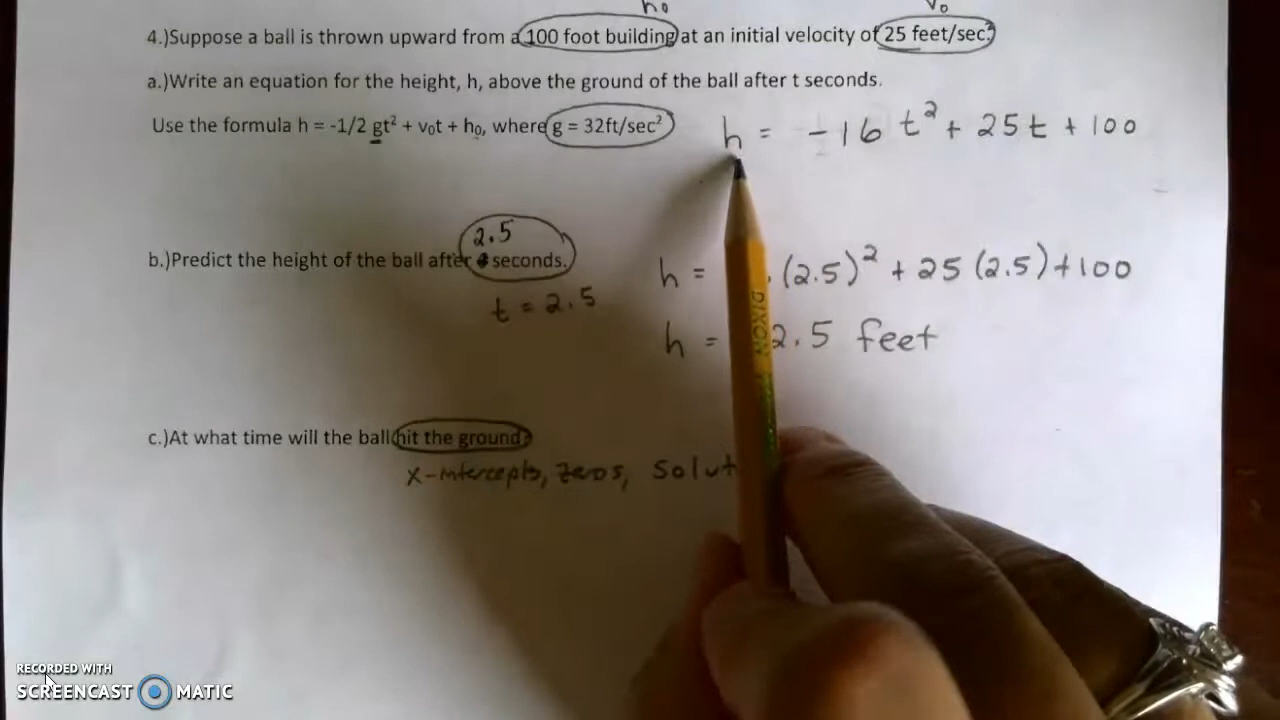 h₀ v₀
4.)Suppose a ball is thrown upward from a 100 foot building at an initial velocity of 25 feet/sec.
a.)Write an equation for the height, h, above the ground of the ball after t seconds.
Use the formula h = -1/2 gt² + v₀t + h₀, where g = 32ft/sec² h = -16t² + 25t + 100
2.5
b.)Predict the height of the ball after seconds. h = (2.5)² + 25(2.5)+100
t = 2.5
h = 2.5 feet
c.)At what time will the ball hit the ground?
x-intercepts, zeros, solut
RECORDED WITH
SCREENCAST MATIC